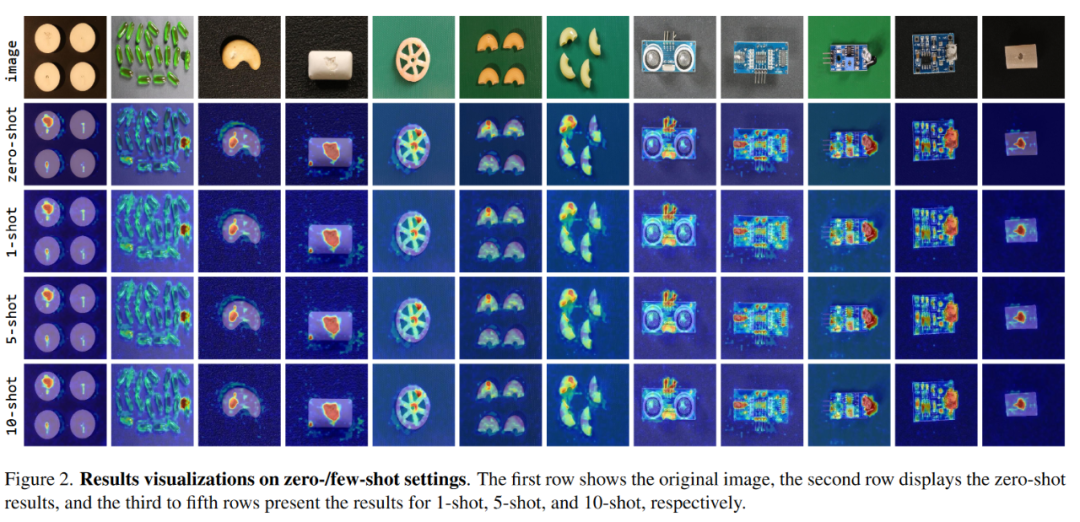 image
zero-shot
1-shot
5-shot
10-shot
Figure 2. Results visualizations on zero-/few-shot settings. The first row shows the original image, the second row displays the zero-shot
results, and the third to fifth rows present the results for 1-shot, 5-shot, and 10-shot, respectively.